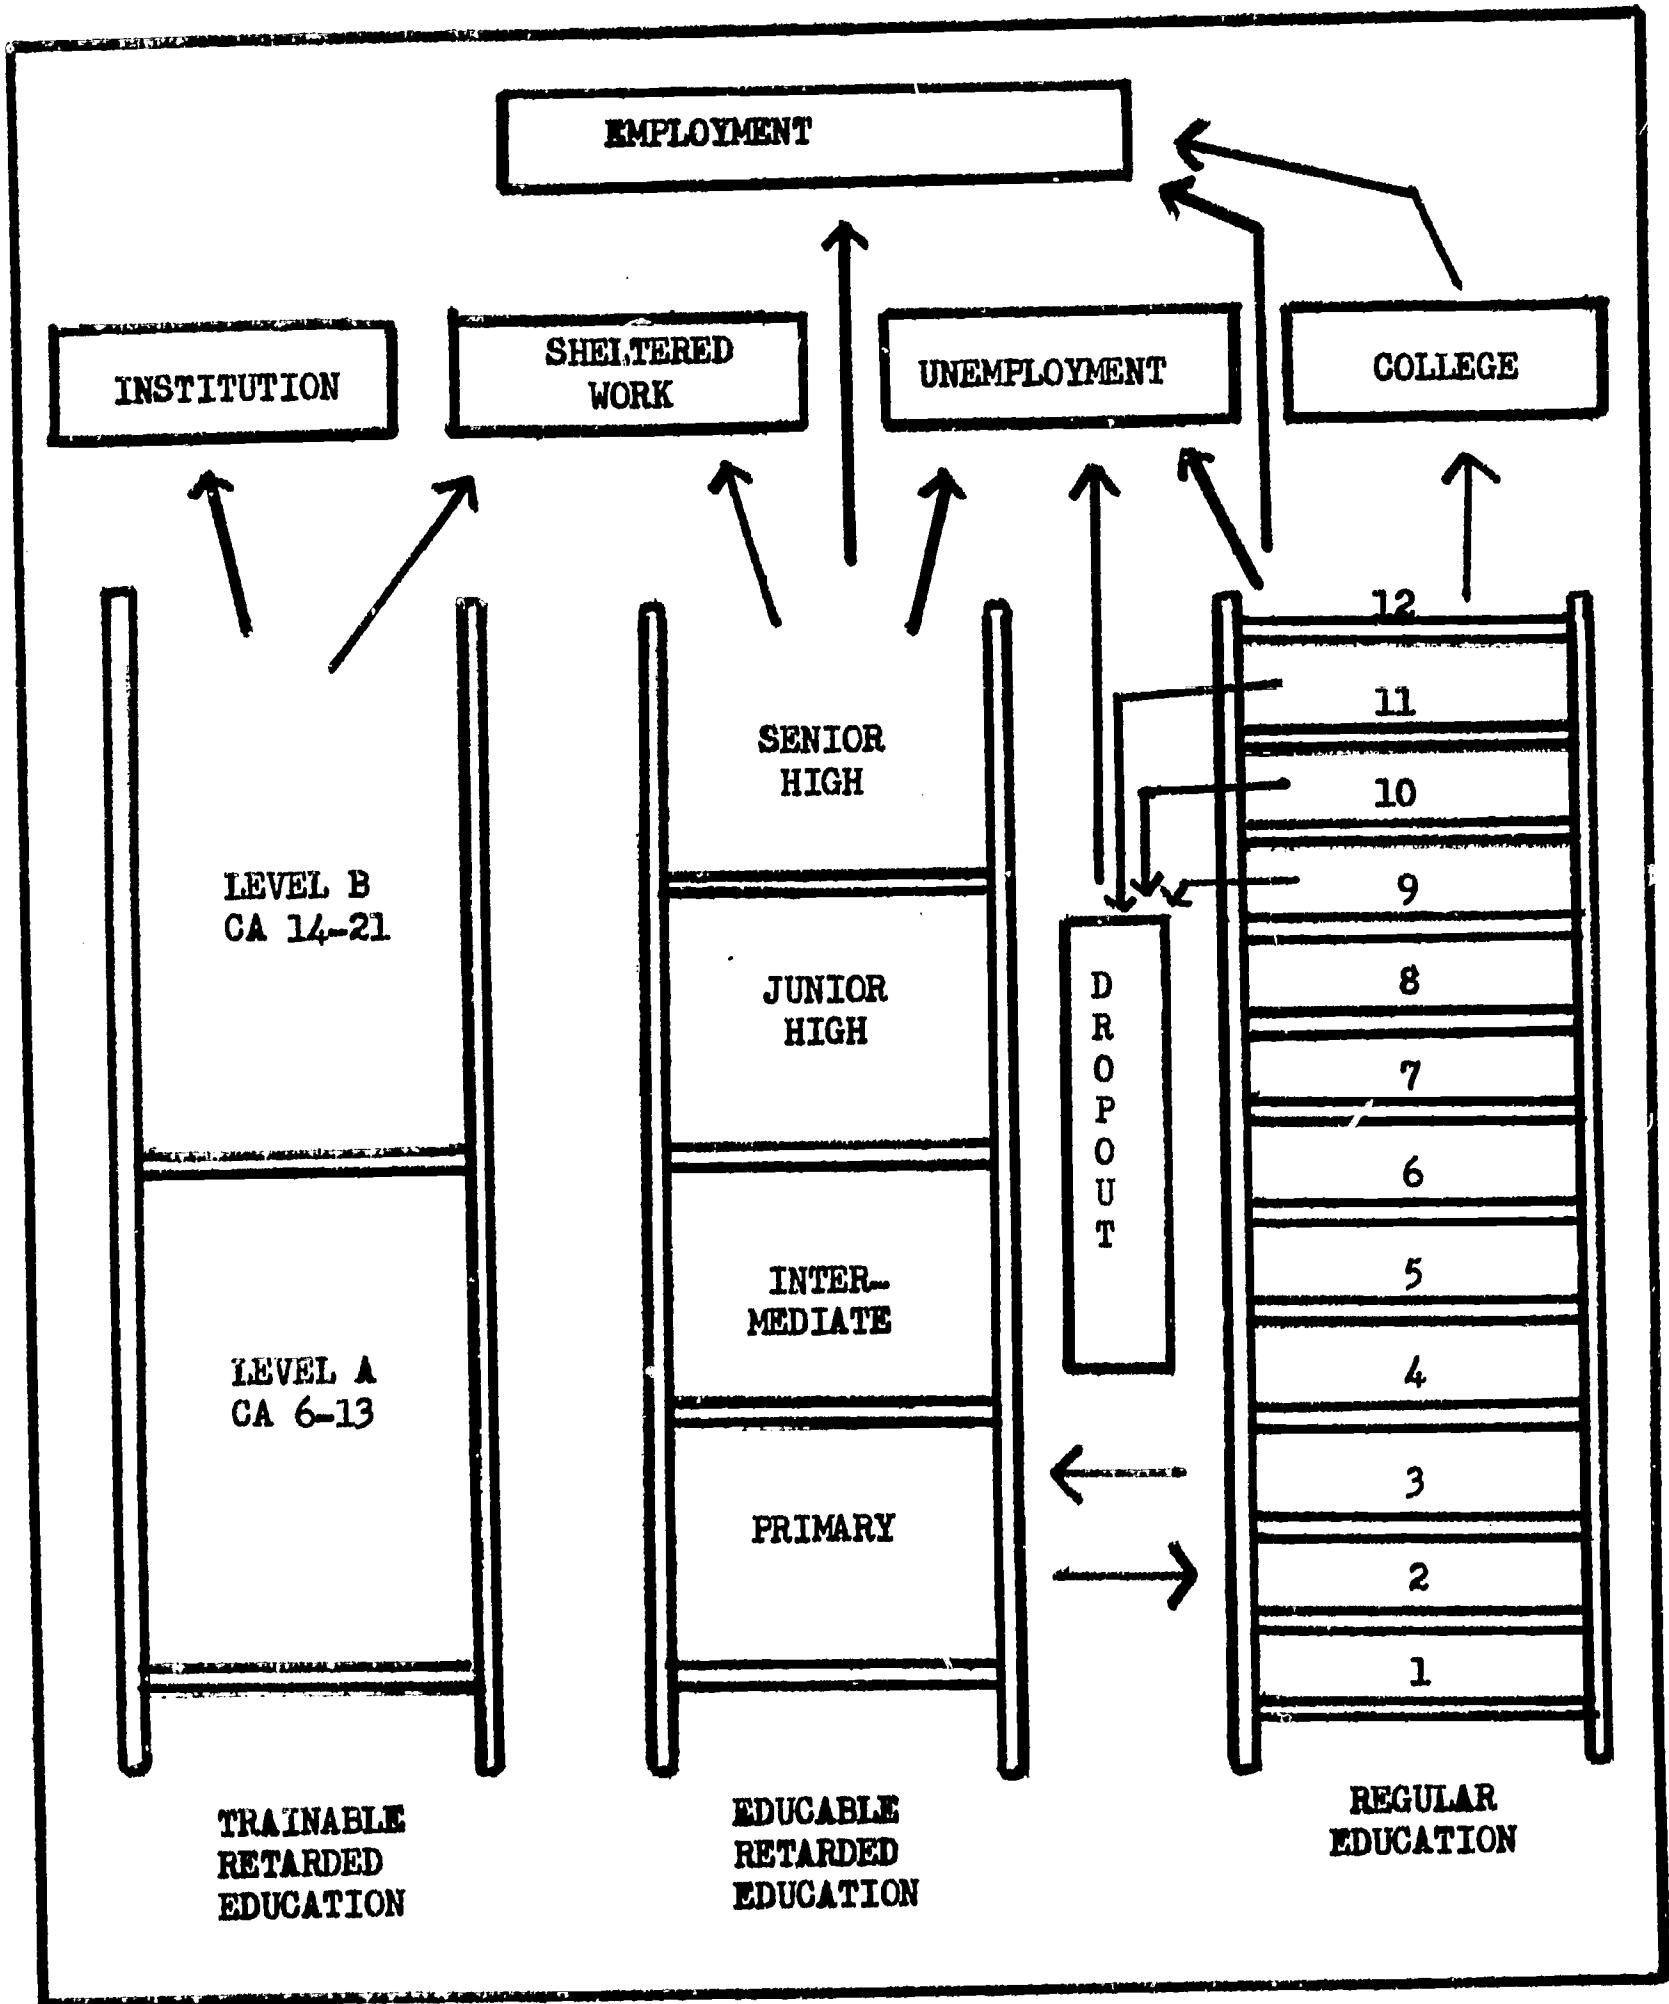 EMPLOYMENT
INSTITUTION
SHELTERED
WORK
UNEMPLOYMENT
COLLEGE
LEVEL B
CA 14-21
LEVEL A
CA 6-13
TRAINABLE
RETARDED
EDUCATION
SENIOR
HIGH
JUNIOR
HIGH
INTER-
MEDIATE
PRIMARY
EDUCABLE
RETARDED
EDUCATION
D
R
O
P
O
U
T
12
11
10
9
8
7
6
5
4
3
2
1
REGULAR
EDUCATION